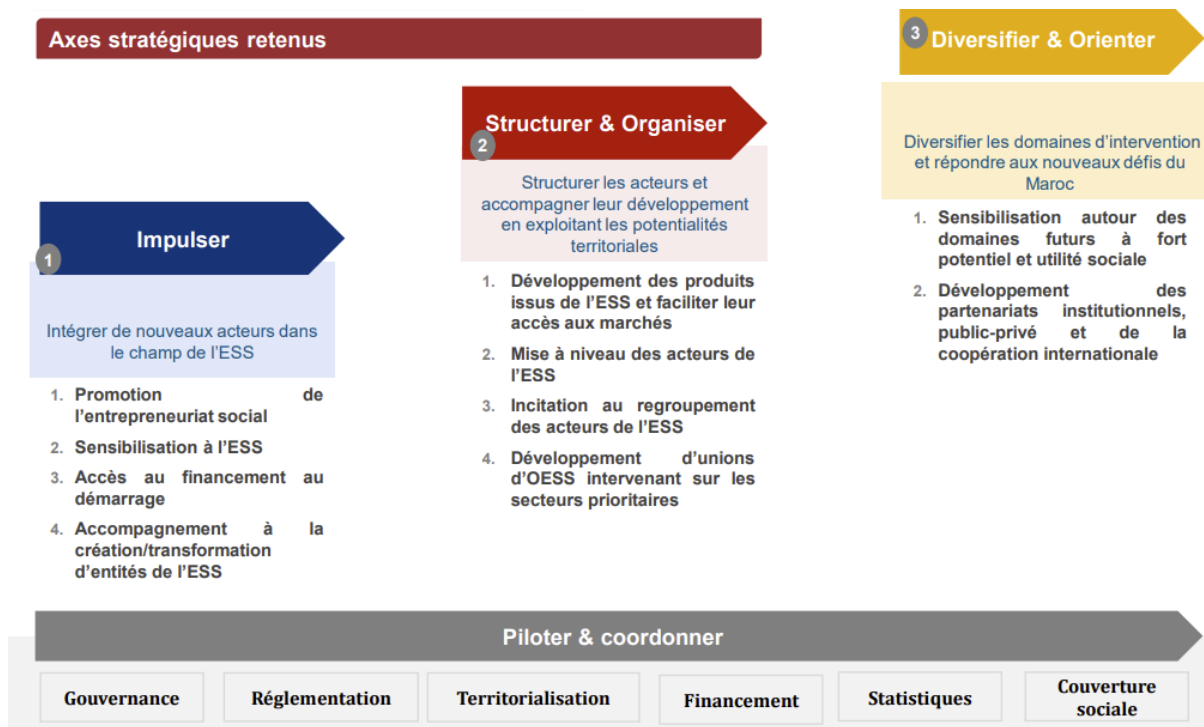 Axes stratégiques retenus
1
Impulser
Intégrer de nouveaux acteurs dans
le champ de l’ESS
1. Promotion de
l’entrepreneuriat social
2. Sensibilisation à l’ESS
3. Accès au financement au
démarrage
4. Accompagnement à la
création/transformation
d’entités de l’ESS
2
Structurer & Organiser
Structurer les acteurs et
accompagner leur développement
en exploitant les potentialités
territoriales
1. Développement des produits
issus de l’ESS et faciliter leur
accès aux marchés
2. Mise à niveau des acteurs de
l’ESS
3. Incitation au regroupement
des acteurs de l’ESS
4. Développement d’unions
d’OESS intervenant sur les
secteurs prioritaires
3
Diversifier & Orienter
Diversifier les domaines d’intervention
et répondre aux nouveaux défis du
Maroc
1. Sensibilisation autour des
domaines futurs à fort
potentiel et utilité sociale
2. Développement des
partenariats institutionnels,
public-privé et de la
coopération internationale
Piloter & coordonner
Gouvernance
Réglementation
Territorialisation
Financement
Statistiques
Couverture
sociale